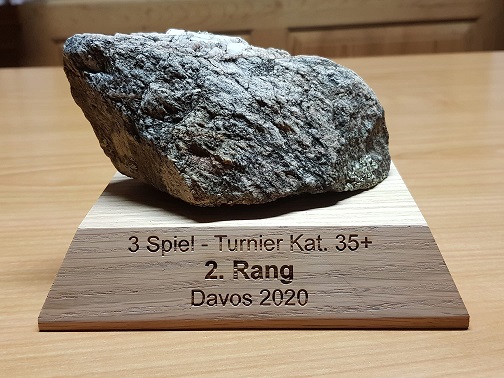 3 Spiel - Turnier Kat. 35+
2. Rang
Davos 2020